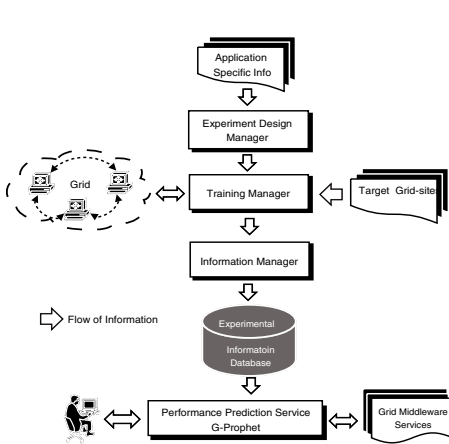 Application
Specific Info
Experiment Design
Manager
Grid
Training Manager
Target Grid-sites
Information Manager
Flow of Information
Experimental
Informatoin
Database
Performance Prediction Service
G-Prophet
Grid Middleware
Services